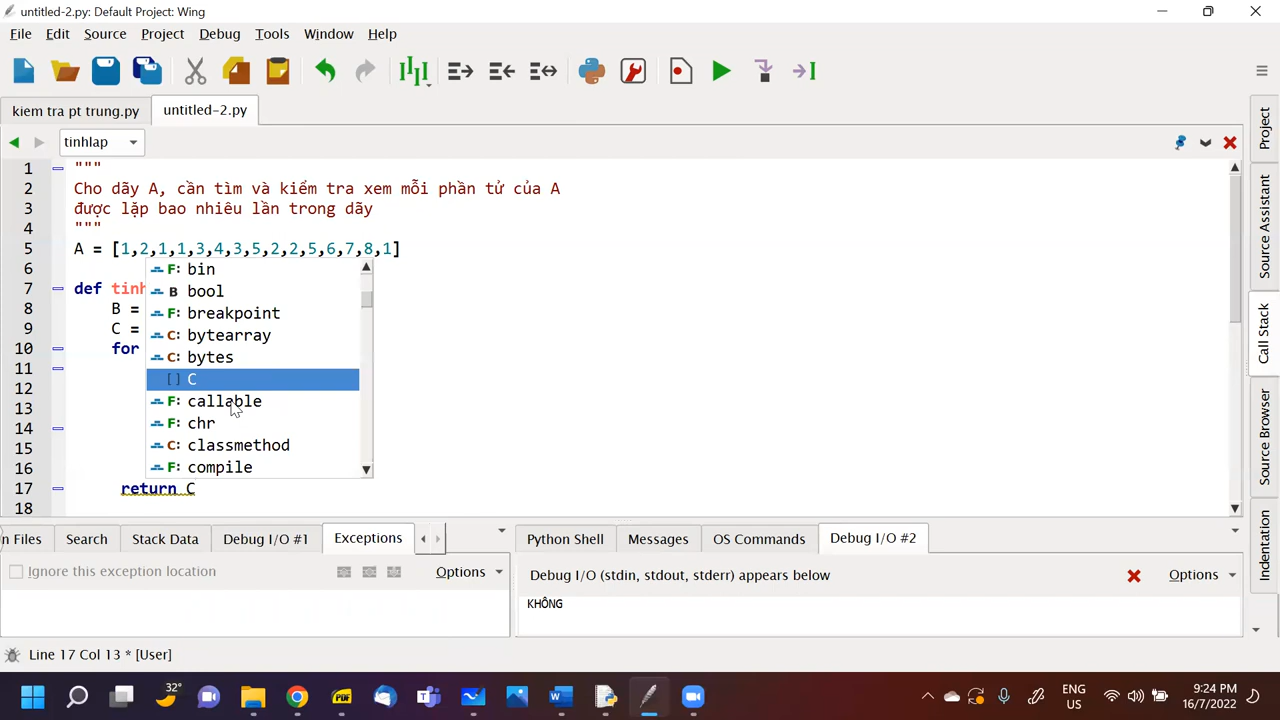 untitled-2.py: Default Project: Wing
File Edit Source Project Debug Tools Window Help
kiem tra pt trung.py untitled-2.py
tinhlap
1 """
2 Cho dãy A, cần tìm và kiểm tra xem mỗi phần tử của A
3 được lặp bao nhiêu lần trong dãy
4 """
5 A = [1,2,1,1,3,4,3,5,2,2,5,6,7,8,1]
6 F: bin
7 def tinh B bool
8 B = F: breakpoint
9 C = C: bytearray
10 for C: bytes
11 [] C
12 F: callable
13 F: chr
14 C: classmethod
15
16 F: compile
17 return C
18
Project
Source Assistant
Call Stack
Source Browser
Indentation
n Files Search Stack Data Debug I/O #1 Exceptions
Python Shell Messages OS Commands Debug I/O #2
Ignore this exception location Options
Debug I/O (stdin, stdout, stderr) appears below Options
KHÔNG
Line 17 Col 13 * [User]
32°
PDF
ENG
US
9:24 PM
16/7/2022